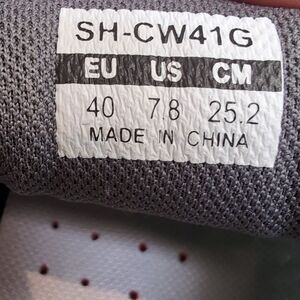 SH-CW41G
EU US CM
40 7.8 25.2
MADE IN CHINA